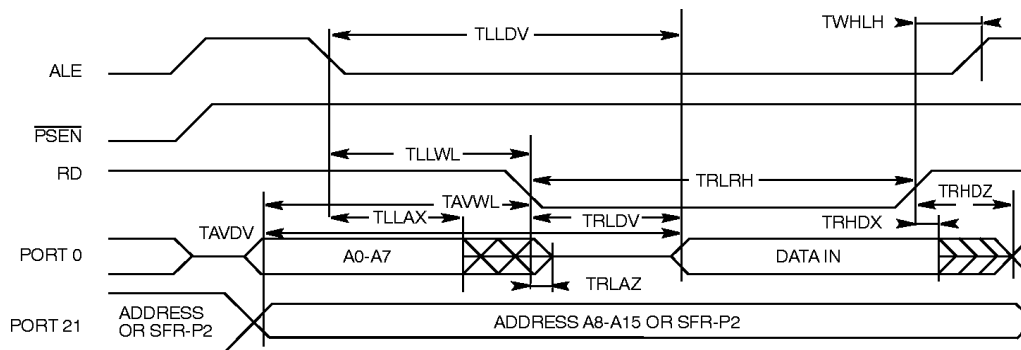 TWHLH
TLLDV
ALE
PSEN
TLLWL
RD
TRLRH
TAVWL
TRHDZ
TLLAX
TRLDV
TRHDX
TAVDV
PORT 0
A0-A7
DATA IN
TRLAZ
ADDRESS
OR SFR-P2
PORT 21
ADDRESS A8-A15 OR SFR-P2